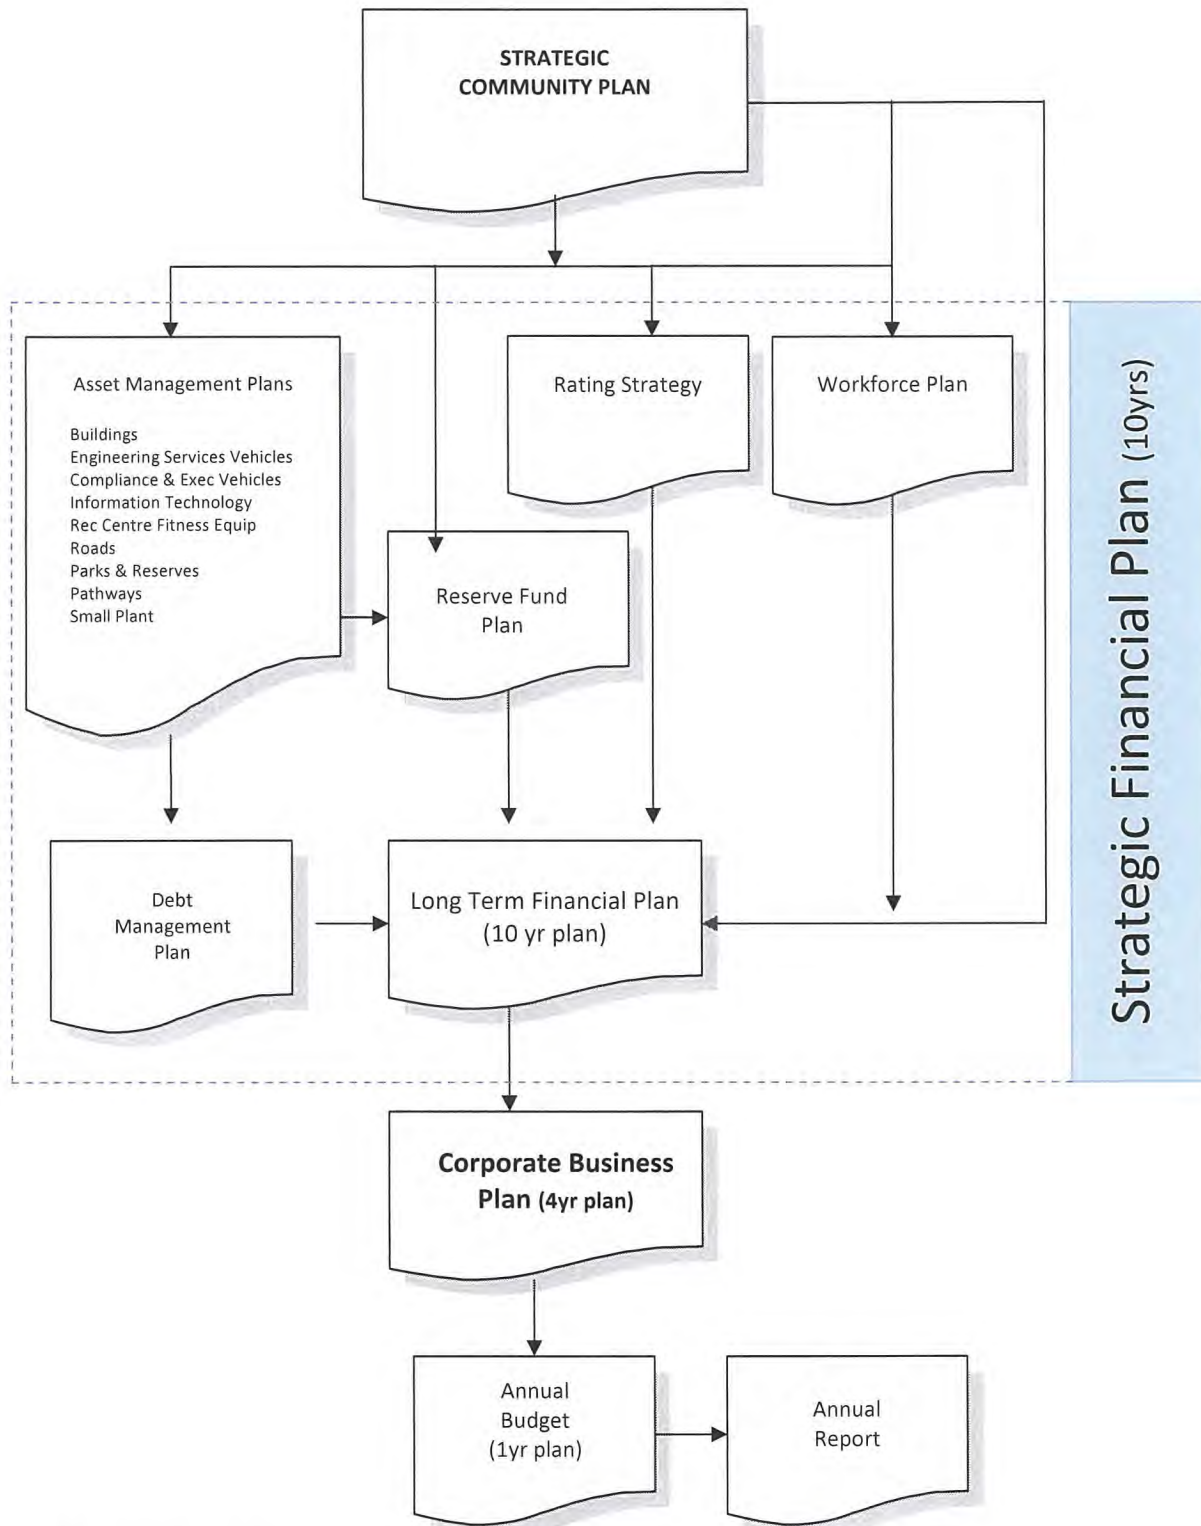 STRATEGIC
COMMUNITY PLAN
Asset Management Plans
Buildings
Engineering Services Vehicles
Compliance & Exec Vehicles
Information Technology
Rec Centre Fitness Equip
Roads
Parks & Reserves
Pathways
Small Plant
Rating Strategy
Workforce Plan
Reserve Fund
Plan
Strategic Financial Plan (10yrs)
Debt
Management
Plan
Long Term Financial Plan
(10 yr plan)
Corporate Business
Plan (4yr plan)
Annual
Budget
(1yr plan)
Annual
Report